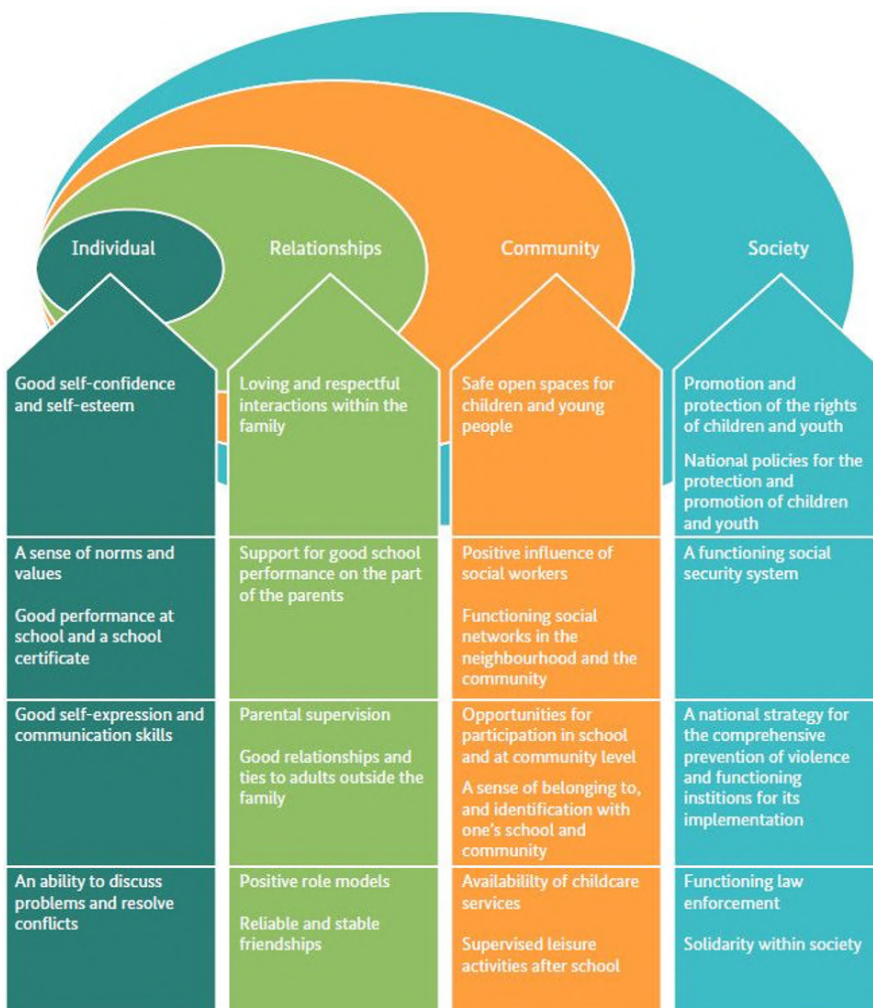 Individual
Relationships
Community
Society
Good self-confidence
and self-esteem
Loving and respectful
interactions within the
family
Safe open spaces for
children and young
people
Promotion and
protection of the rights
of children and youth
National policies for the
protection and
promotion of children
and youth
A sense of norms and
values
Good performance at
school and a school
certificate
Support for good school
performance on the part
of the parents
Positive influence of
social workers
Functioning social
networks in the
neighbourhood and the
community
A functioning social
security system
Good self-expression and
communication skills
Parental supervision
Good relationships and
ties to adults outside the
family
Opportunities for
participation in school
and at community level
A sense of belonging to,
and identification with
one's school and
community
A national strategy for
the comprehensive
prevention of violence
and functioning
institions for its
implementation
An ability to discuss
problems and resolve
conflicts
Positive role models
Reliable and stable
friendships
Availablilty of childcare
services
Supervised leisure
activities after school
Functioning law
enforcement
Solidarity within society